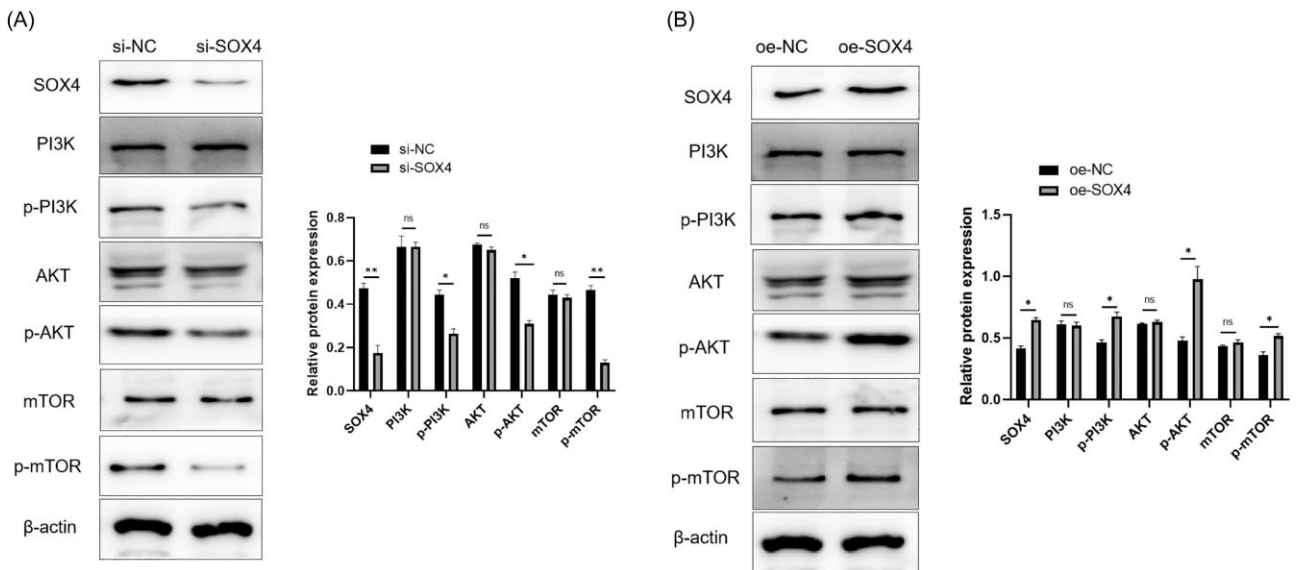 (A)
si-NC si-SOX4
SOX4
PI3K
p-PI3K
AKT
p-AKT
mTOR
p-mTOR
β-actin
si-NC
si-SOX4
Relative protein expression
0.8
0.6
0.4
0.2
0.0
** ns * ns * ns **
SOX4 PI3K p-PI3K AKT p-AKT mTOR p-mTOR
(B)
oe-NC oe-SOX4
SOX4
PI3K
p-PI3K
AKT
p-AKT
mTOR
p-mTOR
β-actin
oe-NC
oe-SOX4
Relative protein expression
1.5
1.0
0.5
0.0
* ns * ns * ns *
SOX4 PI3K p-PI3K AKT p-AKT mTOR p-mTOR